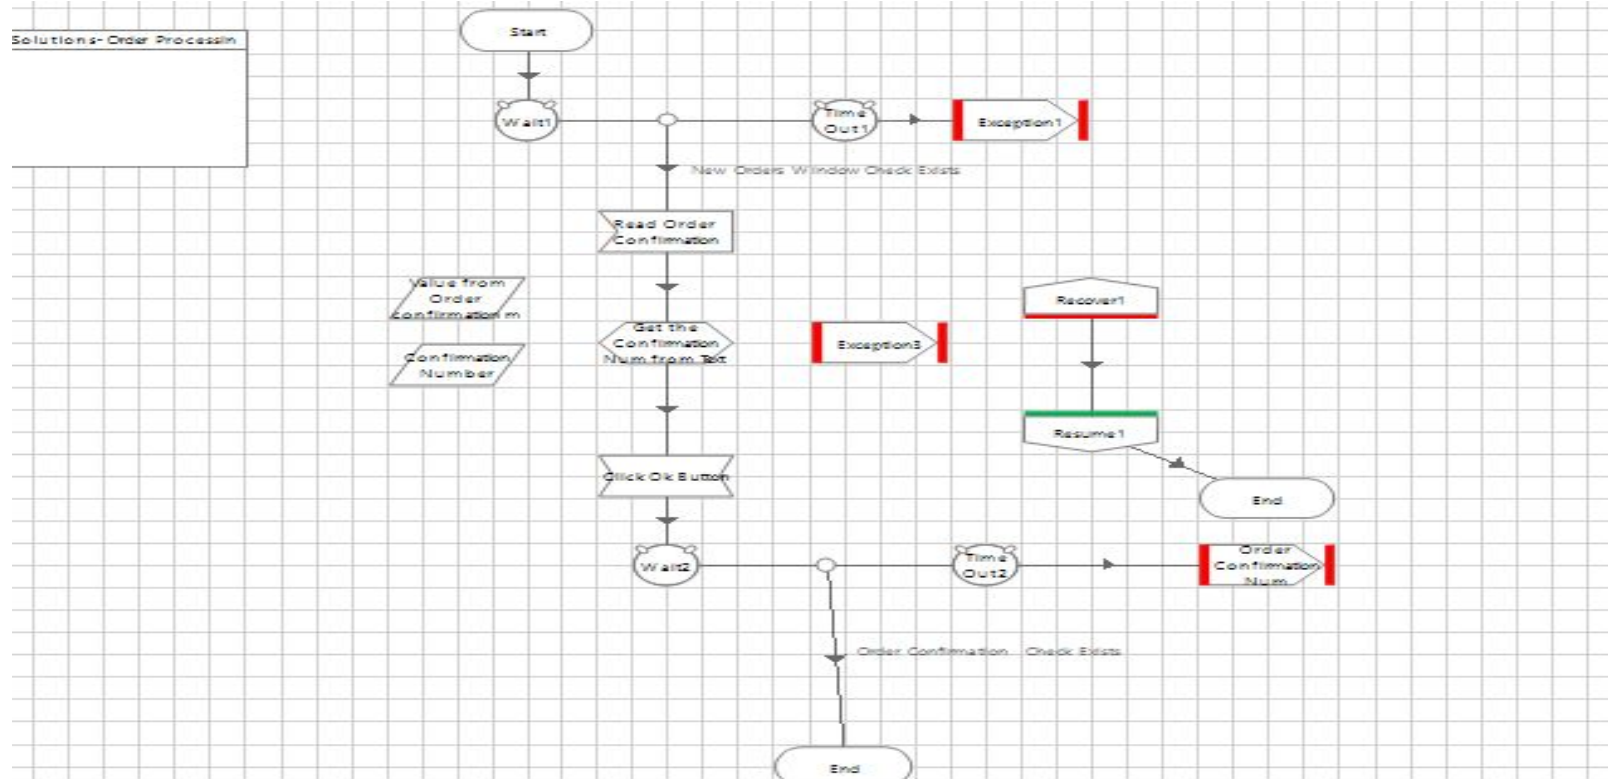 Solutions-Order Processin
Start
Wait1
Time
Out1
Exception1
New Orders Window Check Exists
Read Order
Confirmation
Value from
Order
confirmation m
Confirmation
Number
Get the
Confirmation
Num from Text
Exception3
Recover1
Resume1
Click Ok Button
End
Wait2
Time
Out2
Order
Confirmation
Num
Order Confirmation Check Exists
End